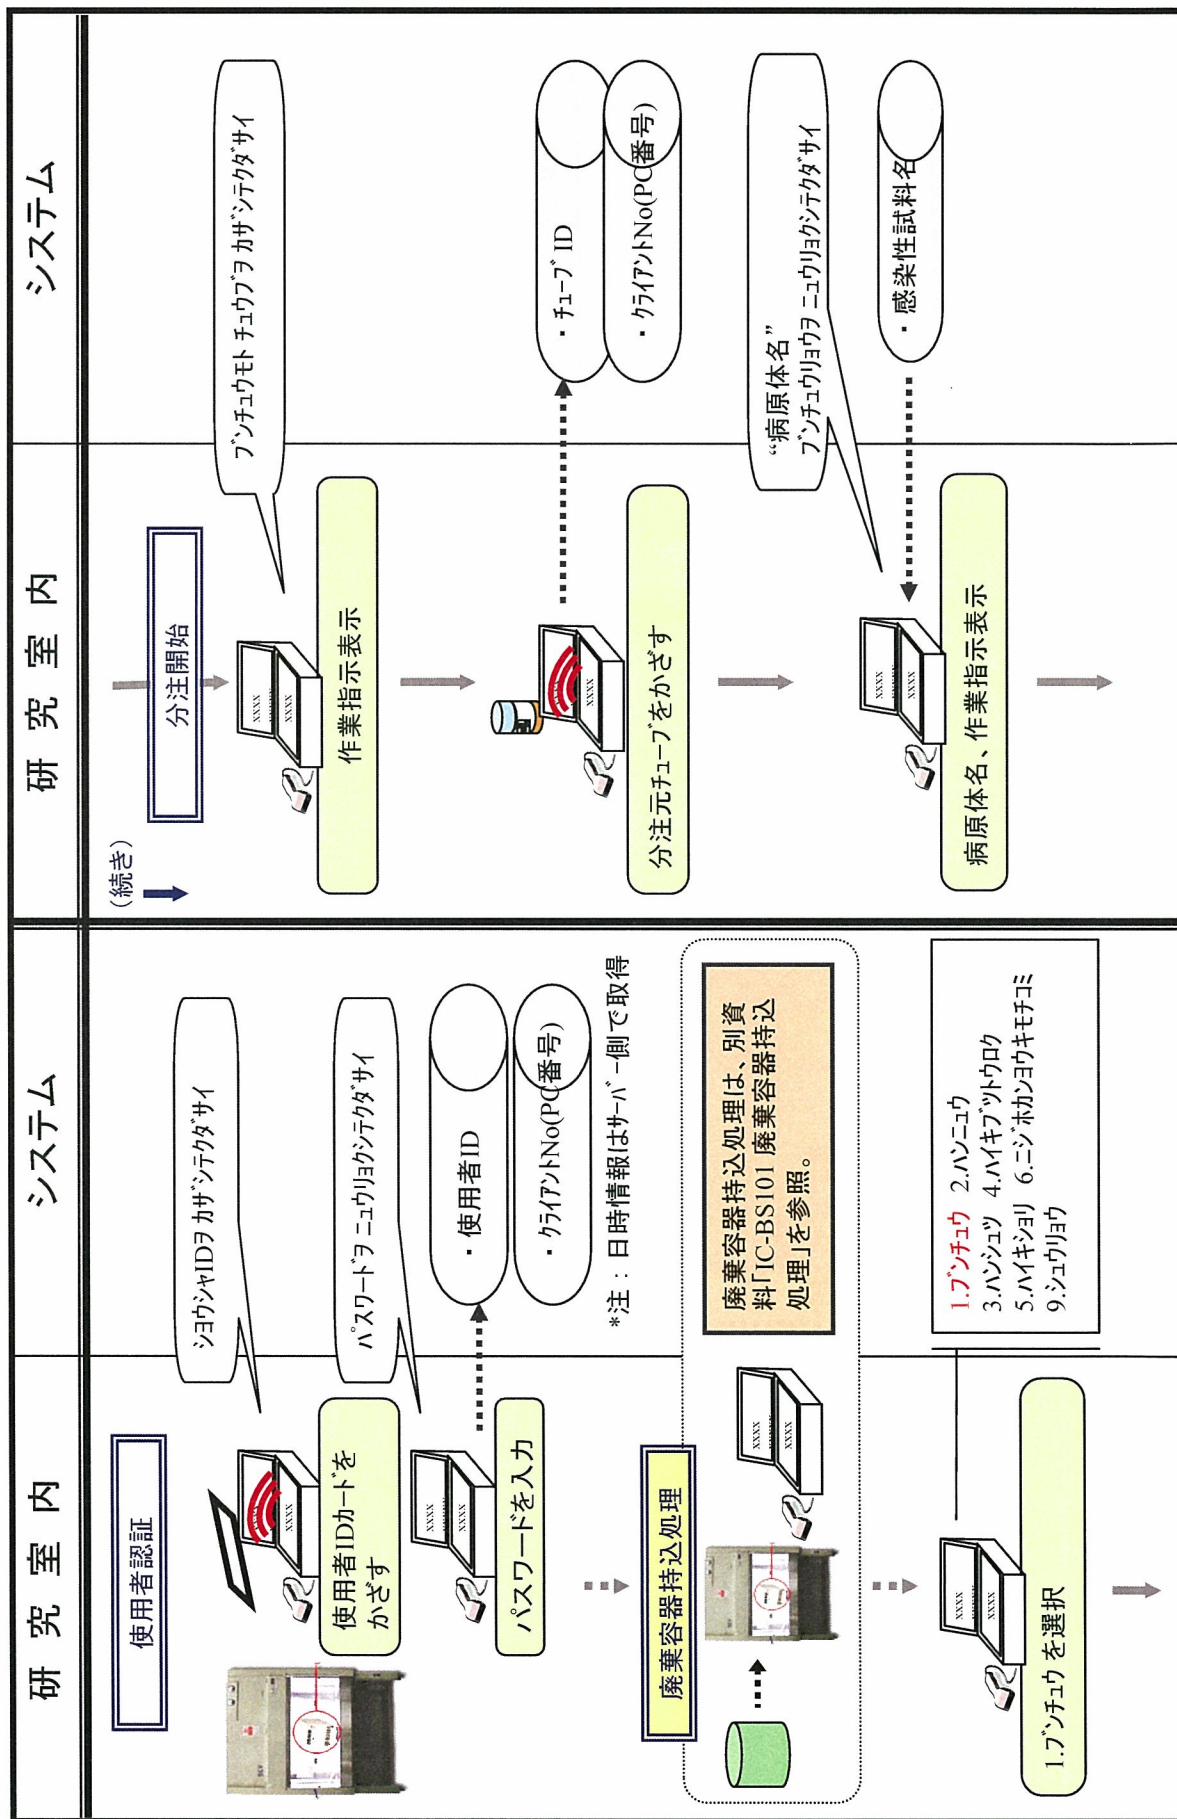 研 究 室 内
システム
使用者認証
ショウシャIDヲ カザシテクダサイ
使用者IDカードを
かざす
パスワードヲ ニュウリョクシテクダサイ
パスワードを入力
・使用者ID
・クライアントNo(PC番号)
*注：日時情報はサーバー側で取得
廃棄容器持込処理
廃棄容器持込処理は、別資
料「IC-BS101 廃棄容器持込
処理」を参照。
XXXX
XXXX
1.ブンチュウ 2.ハンニュウ
3.ハンシュツ 4.ハイキブツトウロク
5.ハイキショリ 6.ニジホカンヨウキモチコミ
9.シュウリョウ
XXXX
XXXX
1.ブンチュウ を選択
研 究 室 内
システム
(続き)
分注開始
ブンチュウモト チュウブヲ カザシテクダサイ
XXXX
XXXX
作業指示表示
・チューブID
・クライアントNo(PC番号)
XXXX
分注元チューブをかざす
“病原体名”
ブンチュウリョウヲ ニュウリョクシテクダサイ
・感染性試料名
XXXX
XXXX
病原体名、作業指示表示